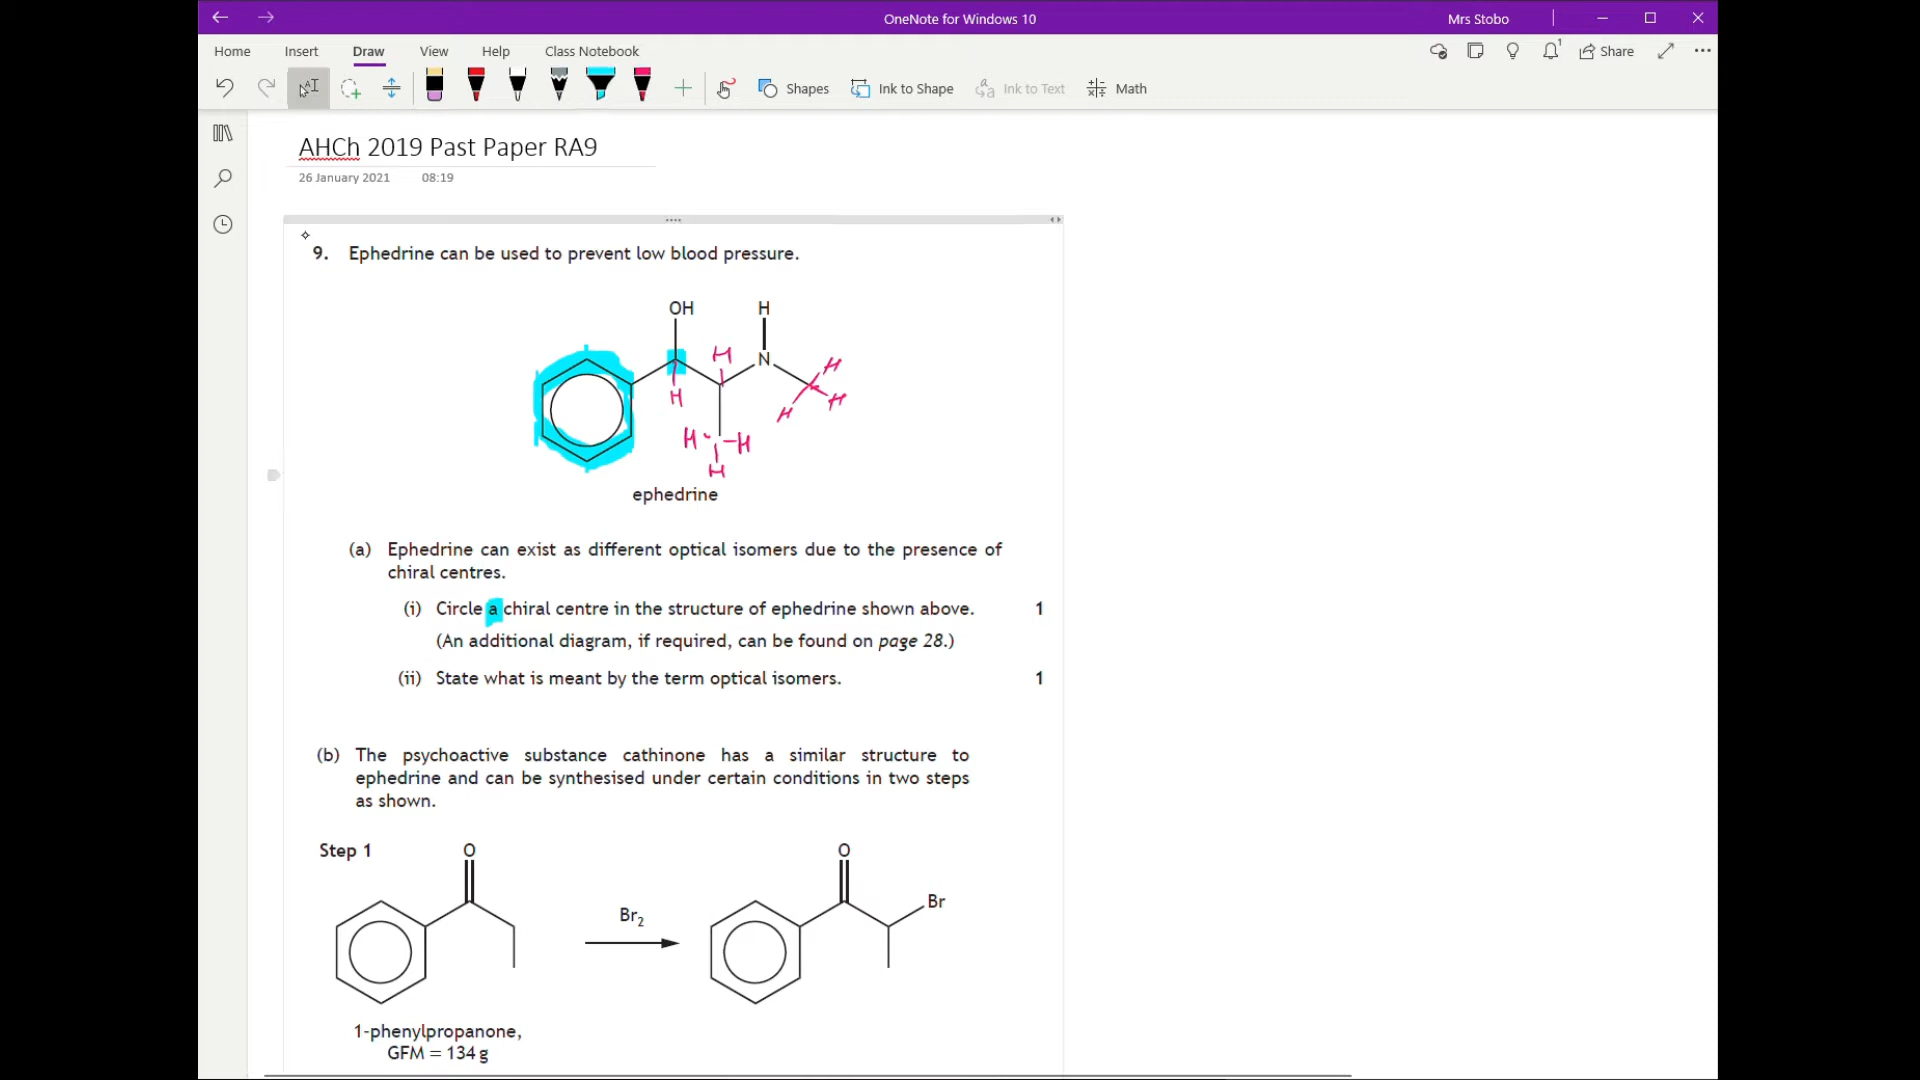 OneNote for Windows 10
Mrs Stobo
Home Insert Draw View Help Class Notebook
1
Share
Shapes Ink to Shape Ink to Text Math
AHCh 2019 Past Paper RA9
26 January 2021 08:19
9. Ephedrine can be used to prevent low blood pressure.
OH H
H N H
H H H
H H
H
ephedrine
(a) Ephedrine can exist as different optical isomers due to the presence of
chiral centres.
(i) Circle a chiral centre in the structure of ephedrine shown above. 1
(An additional diagram, if required, can be found on page 28.)
(ii) State what is meant by the term optical isomers. 1
(b) The psychoactive substance cathinone has a similar structure to
ephedrine and can be synthesised under certain conditions in two steps
as shown.
Step 1 O O
Br
Br₂
1-phenylpropanone,
GFM = 134 g